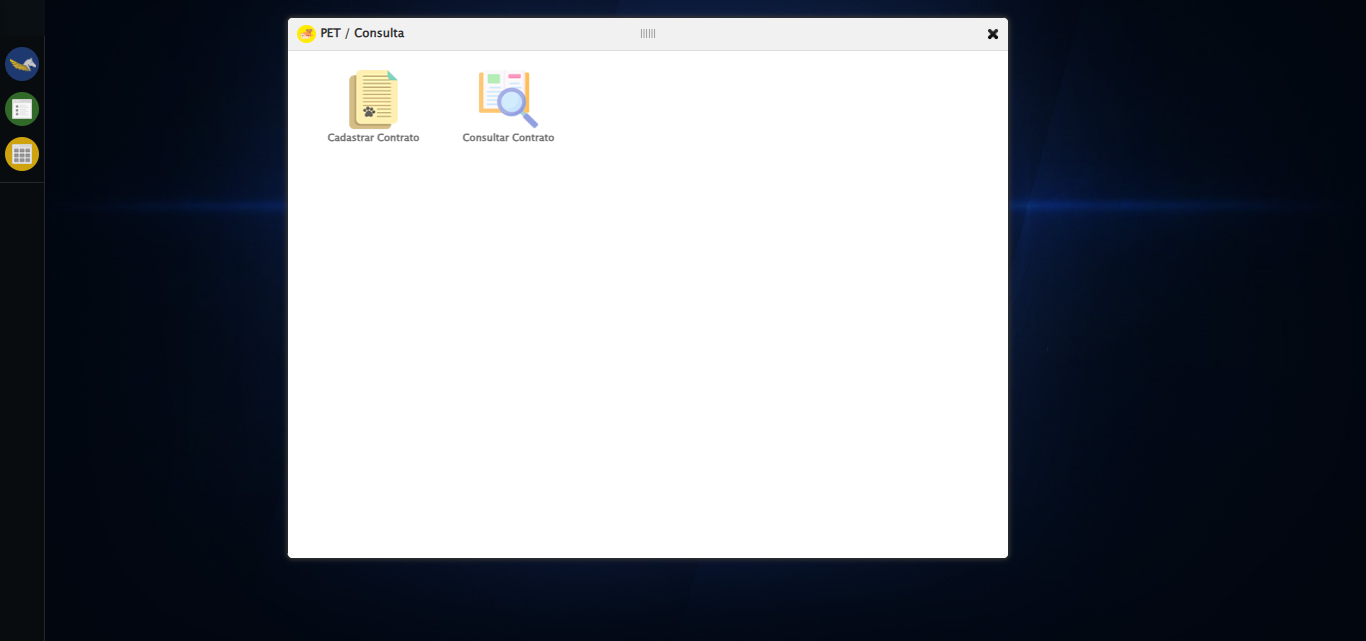 PET / Consulta
Cadastrar Contrato
Consultar Contrato